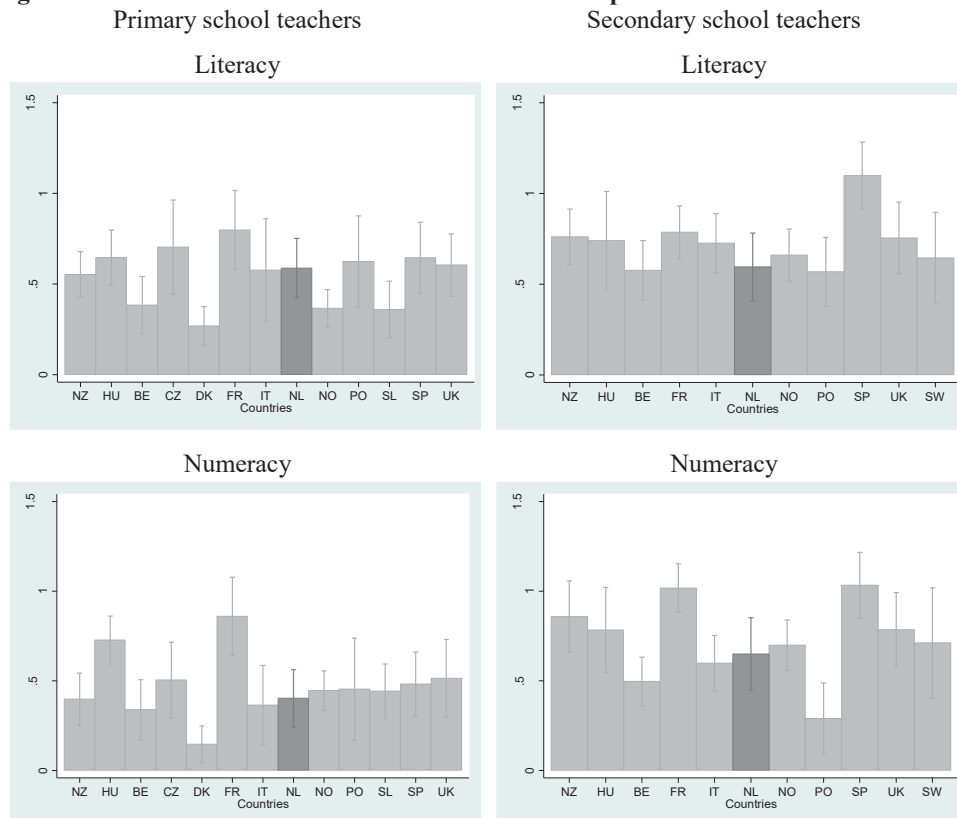 Primary school teachers
Secondary school teachers
Literacy
Literacy
1.5
1
.5
0
NZ HU BE CZ DK FR IT NL NO PO SL SP UK
Countries
1.5
1
.5
0
NZ HU BE FR IT NL NO PO SP UK SW
Countries
Numeracy
Numeracy
1.5
1
.5
0
NZ HU BE CZ DK FR IT NL NO PO SL SP UK
Countries
1.5
1
.5
0
NZ HU BE FR IT NL NO PO SP UK SW
Countries